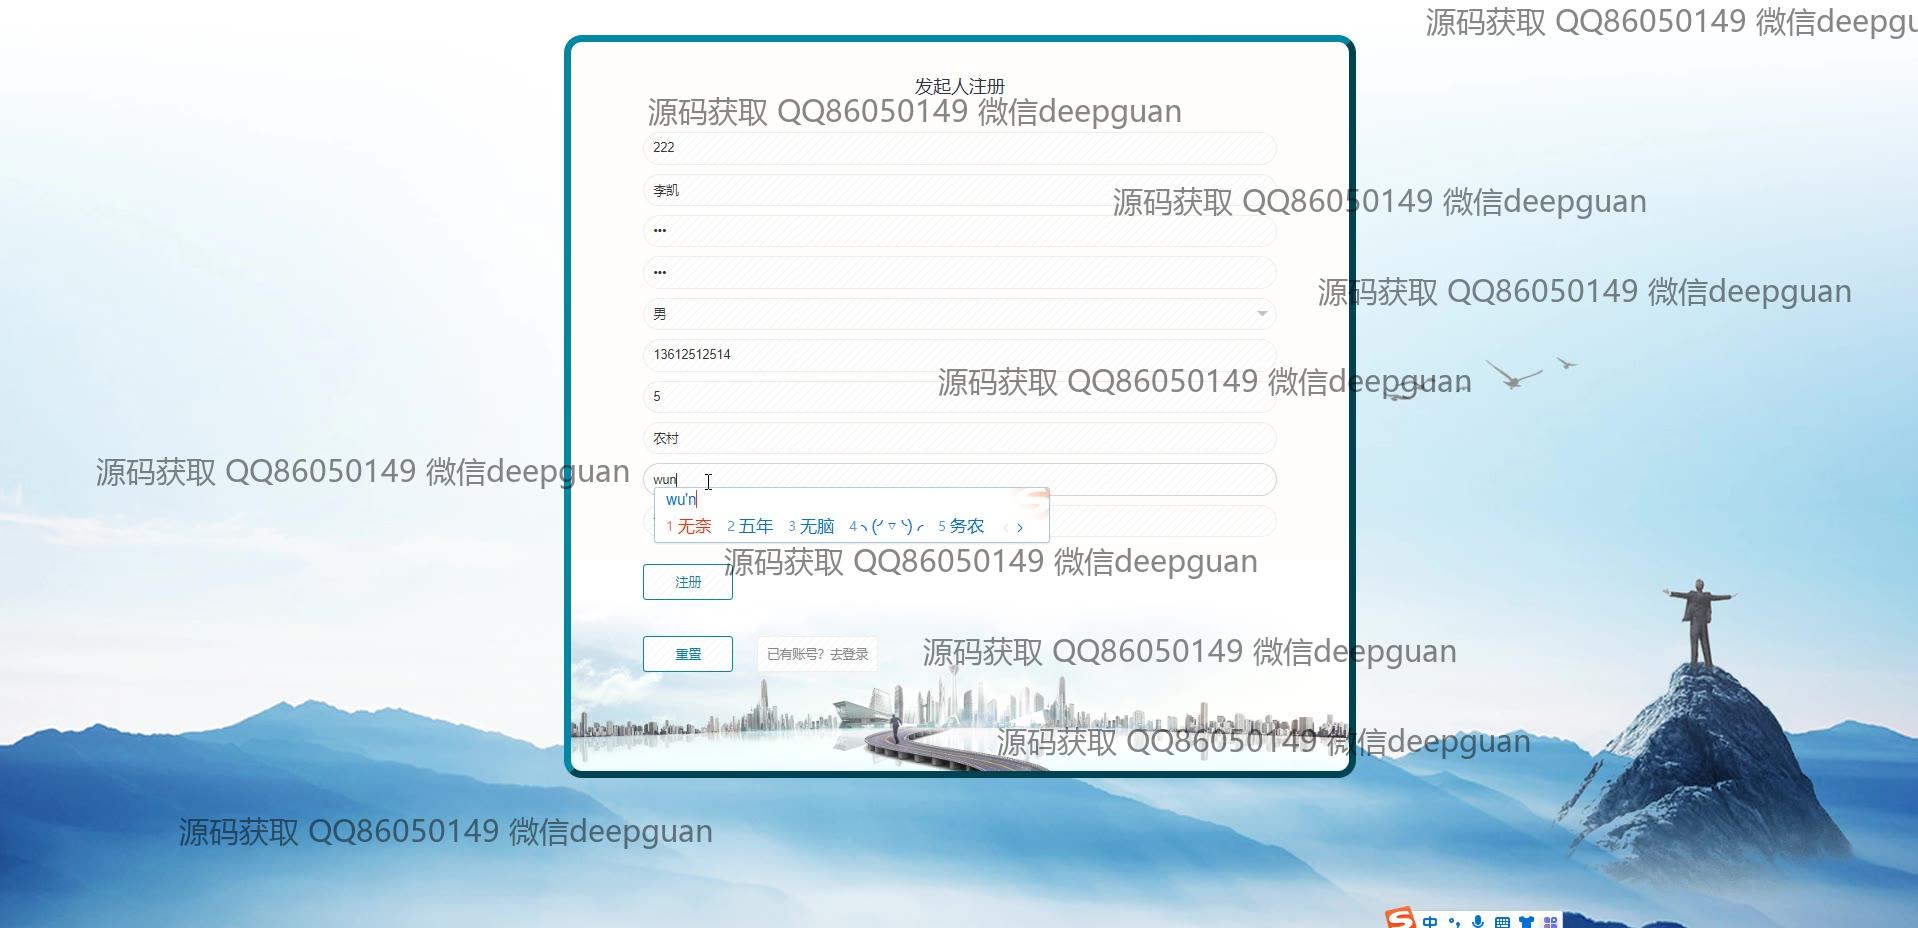 源码获取 QQ86050149 微信deepgu
发起人注册
源码获取 QQ86050149 微信deepguan
222
李凯
源码获取 QQ86050149 微信deepguan
•••
•••
源码获取 QQ86050149 微信deepguan
男
13612512514
源码获取 QQ86050149 微信deepguan
5
农村
源码获取 QQ86050149 微信deepguan
wun
wu'n
1 无奈 2 五年 3 无脑 4ヽ(′▽`)ノ 5 务农
源码获取 QQ86050149 微信deepguan
注册
重置
已有账号？去登录
源码获取 QQ86050149 微信deepguan
源码获取 QQ86050149 微信deepguan
源码获取 QQ86050149 微信deepguan
中